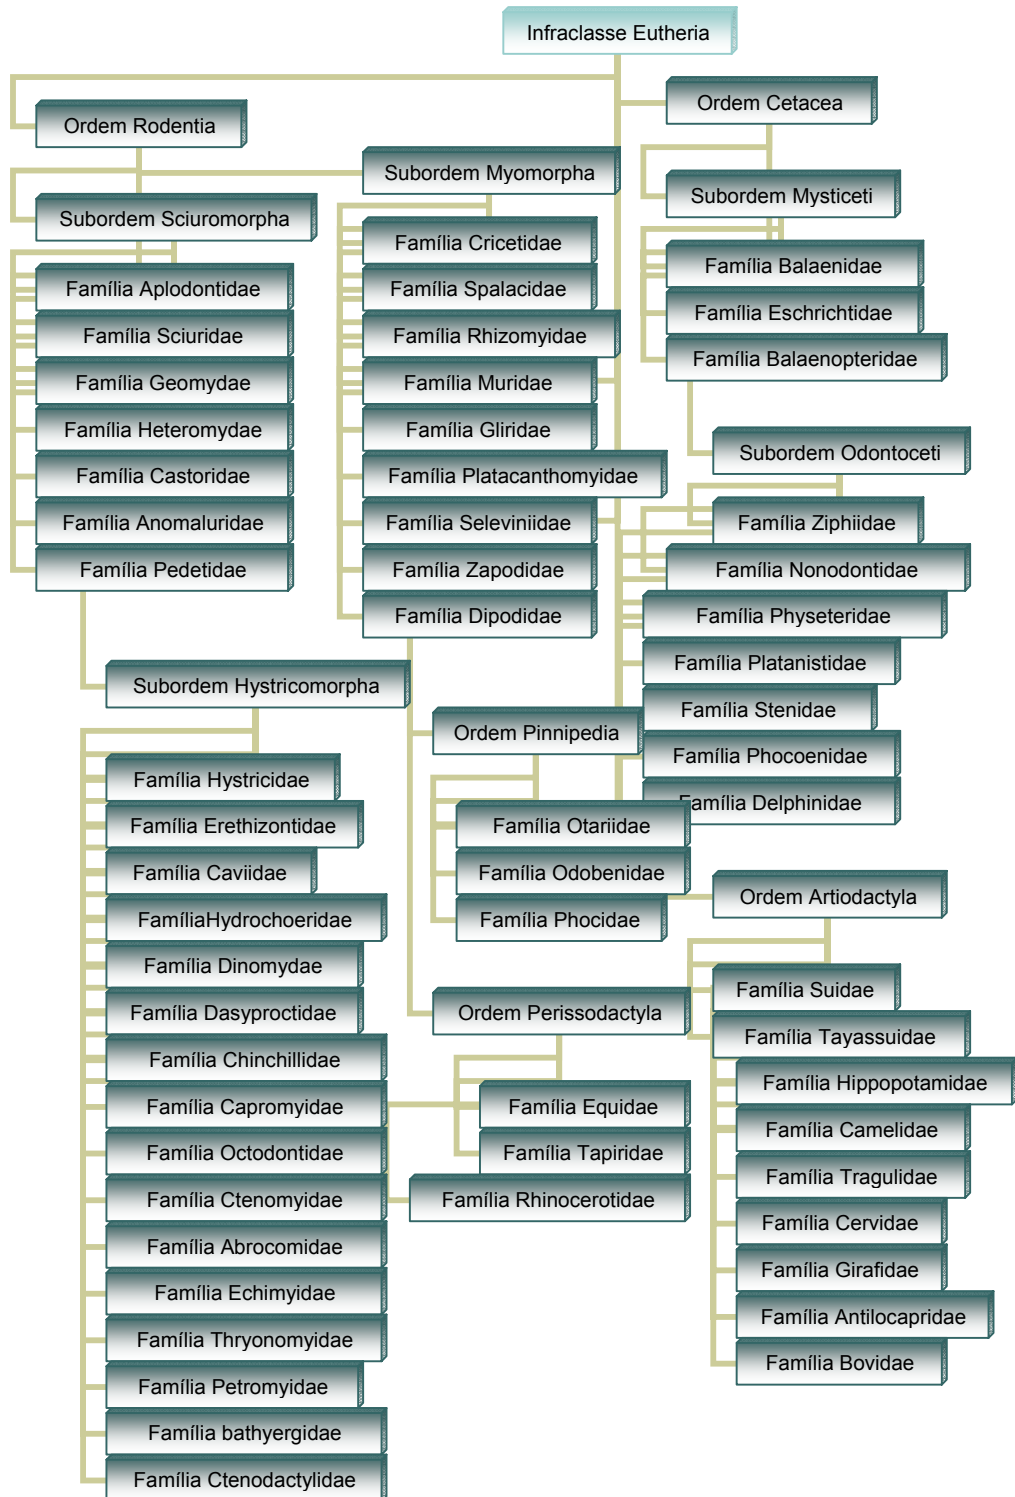 Infraclasse Eutheria
Ordem Rodentia
Subordem Sciuromorpha
Família Aplodontidae
Família Sciuridae
Família Geomydae
Família Heteromydae
Família Castoridae
Família Anomaluridae
Família Pedetidae
Subordem Hystricomorpha
Família Hystricidae
Família Erethizontidae
Família Caviidae
FamíliaHydrochoeridae
Família Dinomydae
Família Dasyproctidae
Família Chinchillidae
Família Capromyidae
Família Octodontidae
Família Ctenomyidae
Família Abrocomidae
Família Echimyidae
Família Thryonomyidae
Família Petromyidae
Família bathyergidae
Família Ctenodactylidae
Subordem Myomorpha
Família Cricetidae
Família Spalacidae
Família Rhizomyidae
Família Muridae
Família Gliridae
Família Platacanthomyidae
Família Seleviniidae
Família Zapodidae
Família Dipodidae
Ordem Cetacea
Subordem Mysticeti
Família Balaenidae
Família Eschrichtidae
Família Balaenopteridae
Subordem Odontoceti
Família Ziphiidae
Família Nonodontidae
Família Physeteridae
Família Platanistidae
Família Stenidae
Família Phocoenidae
Família Delphinidae
Ordem Pinnipedia
Família Otariidae
Família Odobenidae
Família Phocidae
Ordem Perissodactyla
Família Equidae
Família Tapiridae
Família Rhinocerotidae
Ordem Artiodactyla
Família Suidae
Família Tayassuidae
Família Hippopotamidae
Família Camelidae
Família Tragulidae
Família Cervidae
Família Girafidae
Família Antilocapridae
Família Bovidae